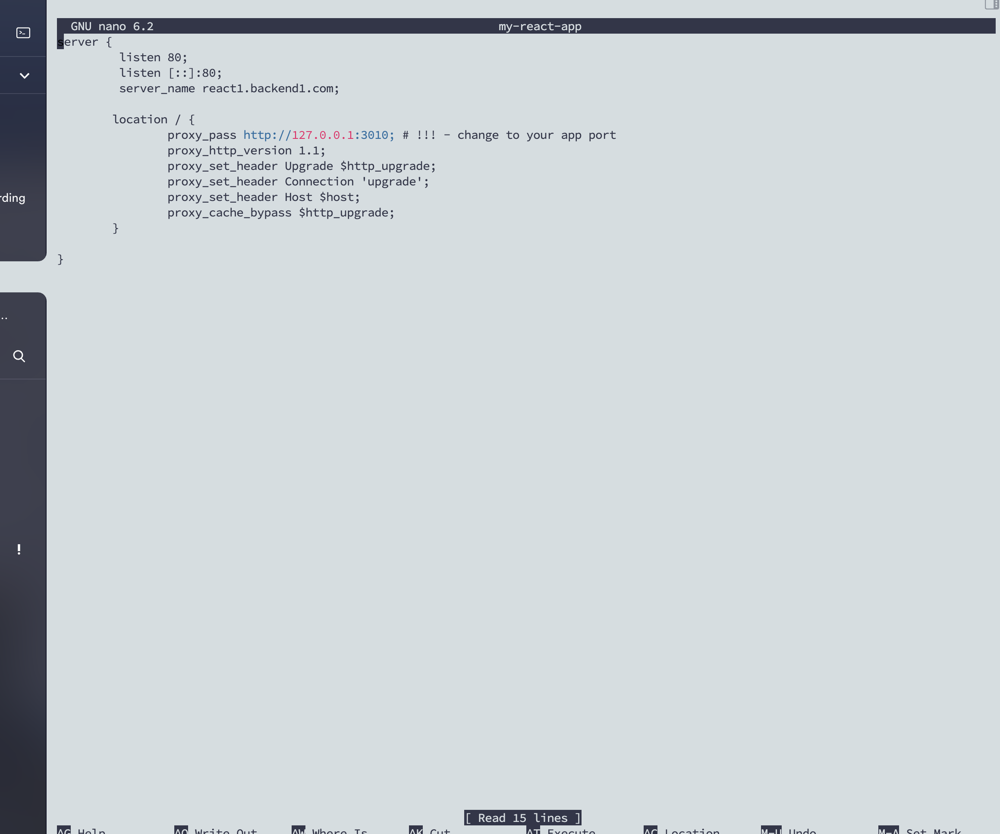 GNU nano 6.2 my-react-app
server {
listen 80;
listen [::]:80;
server_name react1.backend1.com;
location / {
proxy_pass http://127.0.0.1:3010; # !!! - change to your app port
proxy_http_version 1.1;
proxy_set_header Upgrade $http_upgrade;
proxy_set_header Connection 'upgrade';
proxy_set_header Host $host;
proxy_cache_bypass $http_upgrade;
}
}
rding
..
!
[ Read 15 lines ]
^G Help ^O Write Out ^W Where Is ^K Cut ^T Execute ^C Location M-U Undo M-A Set Mark